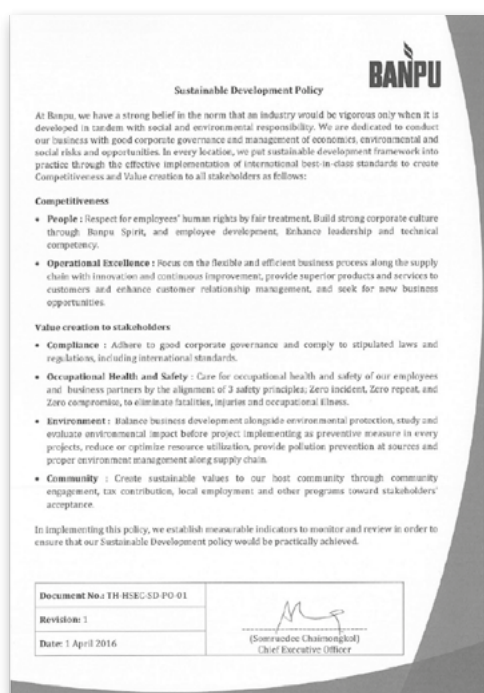 BANPU
Sustainable Development Policy
At Banpu, we have a strong belief in the norm that an industry would be vigorous only when it is
developed in tandem with social and environmental responsibility. We are dedicated to conduct
our business with good corporate governance and management of economics, environmental and
social risks and opportunities. In every location, we put sustainable development framework into
practice through the effective implementation of international best-in-class standards to create
Competitiveness and Value creation to all stakeholders as follows:
Competitiveness
• People : Respect for employees' human rights by fair treatment, Build strong corporate culture
through Banpu Spirit, and employee development, Enhance leadership and technical
competency.
• Operational Excellence : Focus on the flexible and efficient business process along the supply
chain with innovation and continuous improvement, provide superior products and services to
customers and enhance customer relationship management, and seek for new business
opportunities.
Value creation to stakeholders
• Compliance : Adhere to good corporate governance and comply to stipulated laws and
regulations, including international standards.
• Occupational Health and Safety : Care for occupational health and safety of our employees
and business partners by the alignment of 3 safety principles; Zero incident, Zero repeat, and
Zero compromise, to eliminate fatalities, injuries and occupational illness.
• Environment : Balance business development alongside environmental protection, study and
evaluate environmental impact before project implementing as preventive measure in every
projects, reduce or optimize resource utilization, provide pollution prevention at sources and
proper environment management along supply chain.
• Community : Create sustainable values to our host community through community
engagement, tax contribution, local employment and other programs toward stakeholders'
acceptance.
In implementing this policy, we establish measurable indicators to monitor and review in order to
ensure that our Sustainable Development policy would be practically achieved.
Document No.: TH-HSEC-SD-PO-01
Revision: 1
Date: 1 April 2016
(Somruedee Chaimongkol)
Chief Executive Officer